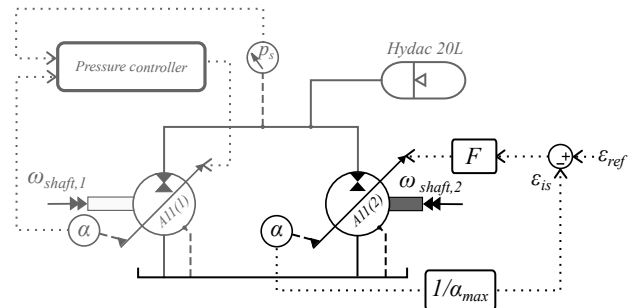 p_s
Hydac 20L
Pressure controller
F
+
−
ε_ref
ε_is
ω_shaft,1
ω_shaft,2
A11(1)
A11(2)
α
α
1/α_max